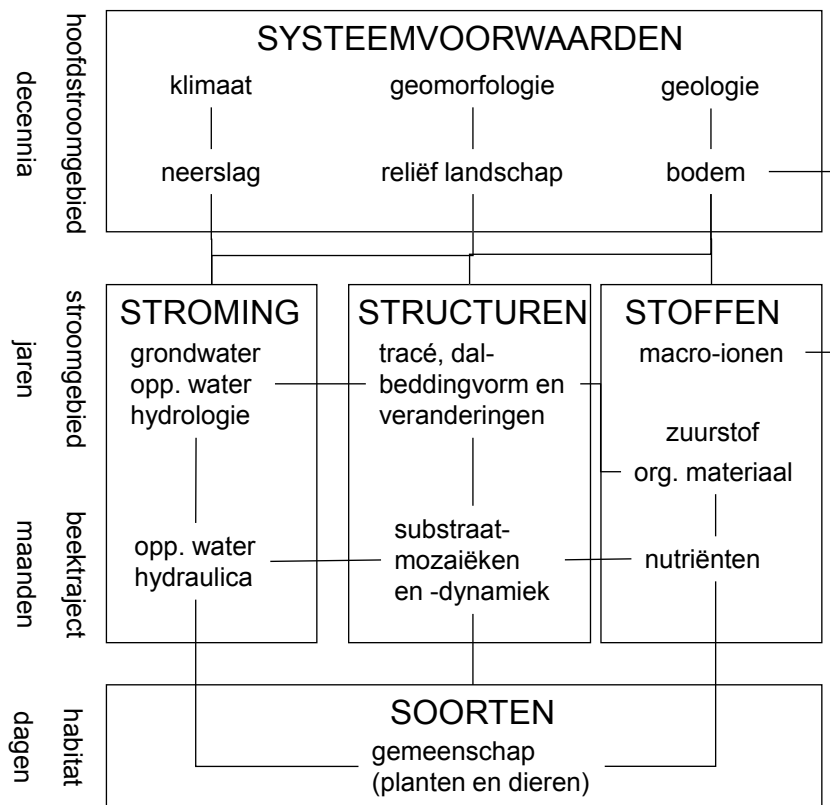 hoofdstroomgebied
decennia
SYSTEEMVOORWAARDEN
klimaat
geomorfologie
geologie
neerslag
reliëf landschap
bodem
stroomgebied
jaren
STROMING
grondwater
opp. water
hydrologie
STRUCTUREN
tracé, dal-
beddingvorm en
veranderingen
STOFFEN
macro-ionen
zuurstof
org. materiaal
beektraject
maanden
opp. water
hydraulica
substraat-
mozaiëken
en -dynamiek
nutriënten
habitat
dagen
SOORTEN
gemeenschap
(planten en dieren)